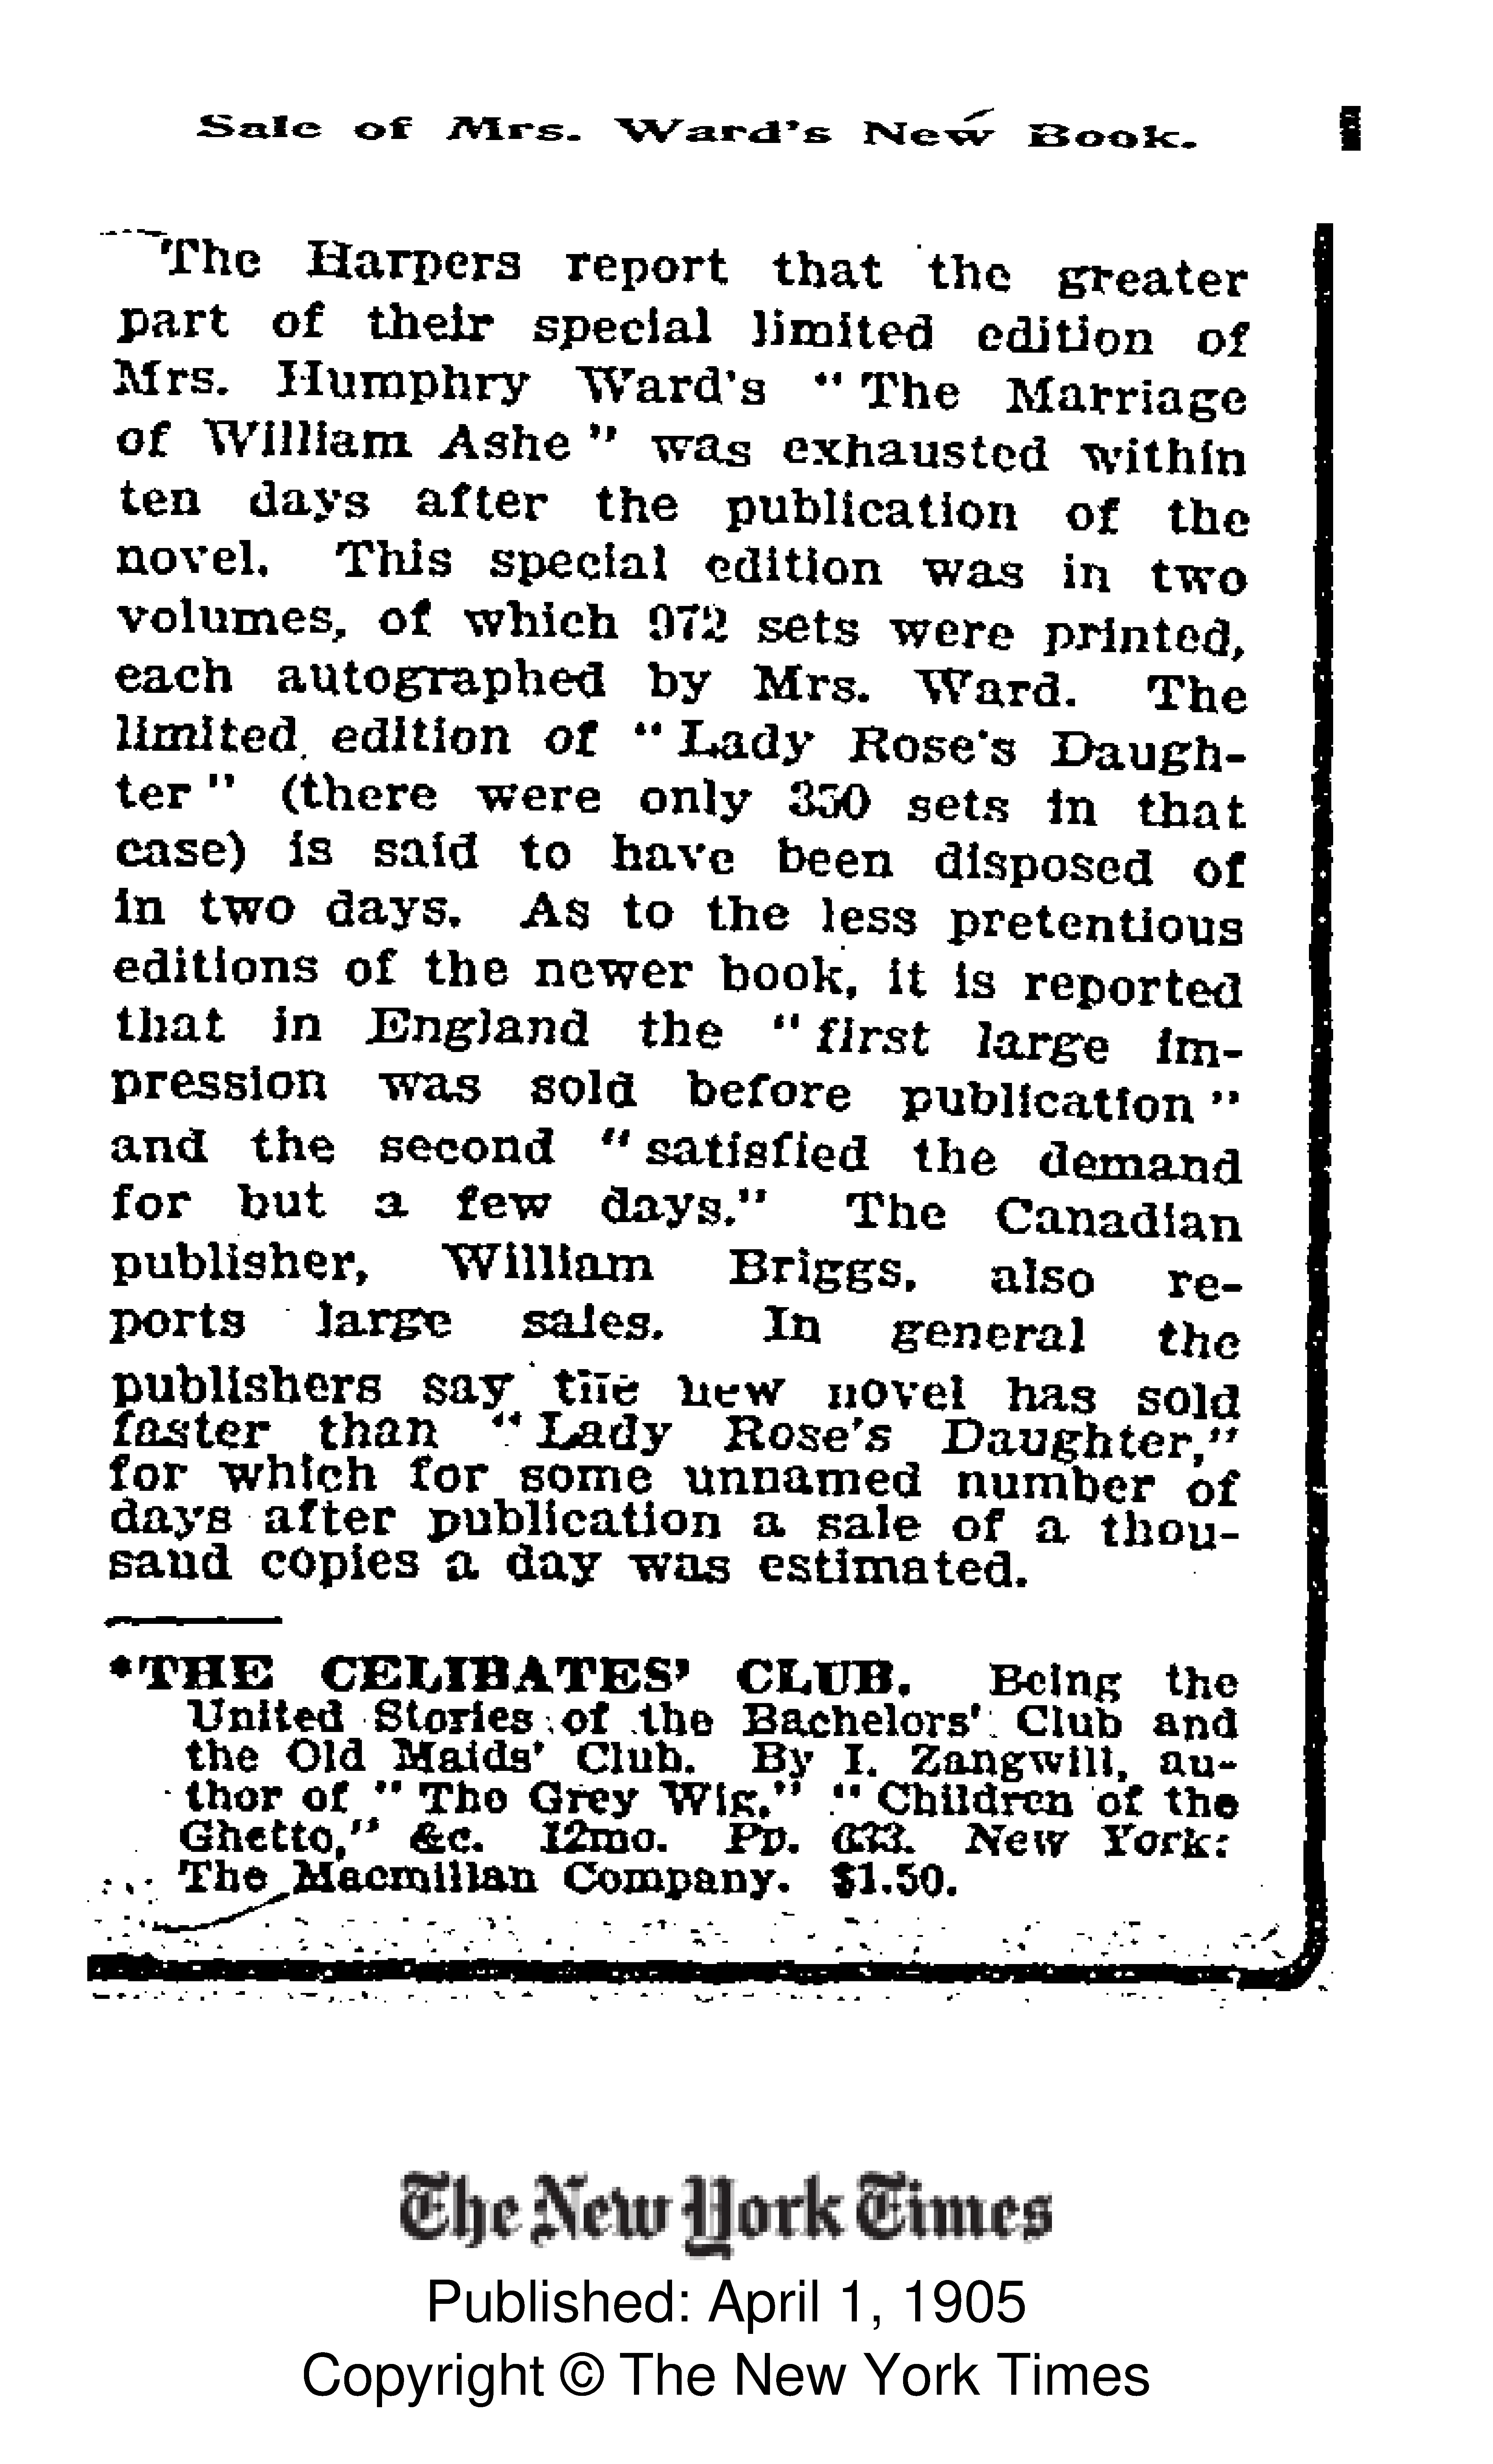 Sale of Mrs. Ward's New Book.
The Harpers report that the greater
part of their special limited edition of
Mrs. Humphry Ward's "The Marriage
of William Ashe" was exhausted within
ten days after the publication of the
novel. This special edition was in two
volumes, of which 972 sets were printed,
each autographed by Mrs. Ward. The
limited edition of "Lady Rose's Daugh-
ter" (there were only 350 sets in that
case) is said to have been disposed of
in two days. As to the less pretentious
editions of the newer book, it is reported
that in England the "first large im-
pression was sold before publication"
and the second "satisfied the demand
for but a few days." The Canadian
publisher, William Briggs, also re-
ports large sales. In general the
publishers say the new novel has sold
faster than "Lady Rose's Daughter,"
for which for some unnamed number of
days after publication a sale of a thou-
sand copies a day was estimated.
*THE CELIBATES' CLUB. Being the
United Stories of the Bachelors' Club and
the Old Maids' Club. By I. Zangwill, au-
thor of "The Grey Wig," "Children of the
Ghetto," &c. 12mo. Pp. New York:
The Macmillan Company. $1.50.
The New York Times
Published: April 1, 1905
Copyright © The New York Times